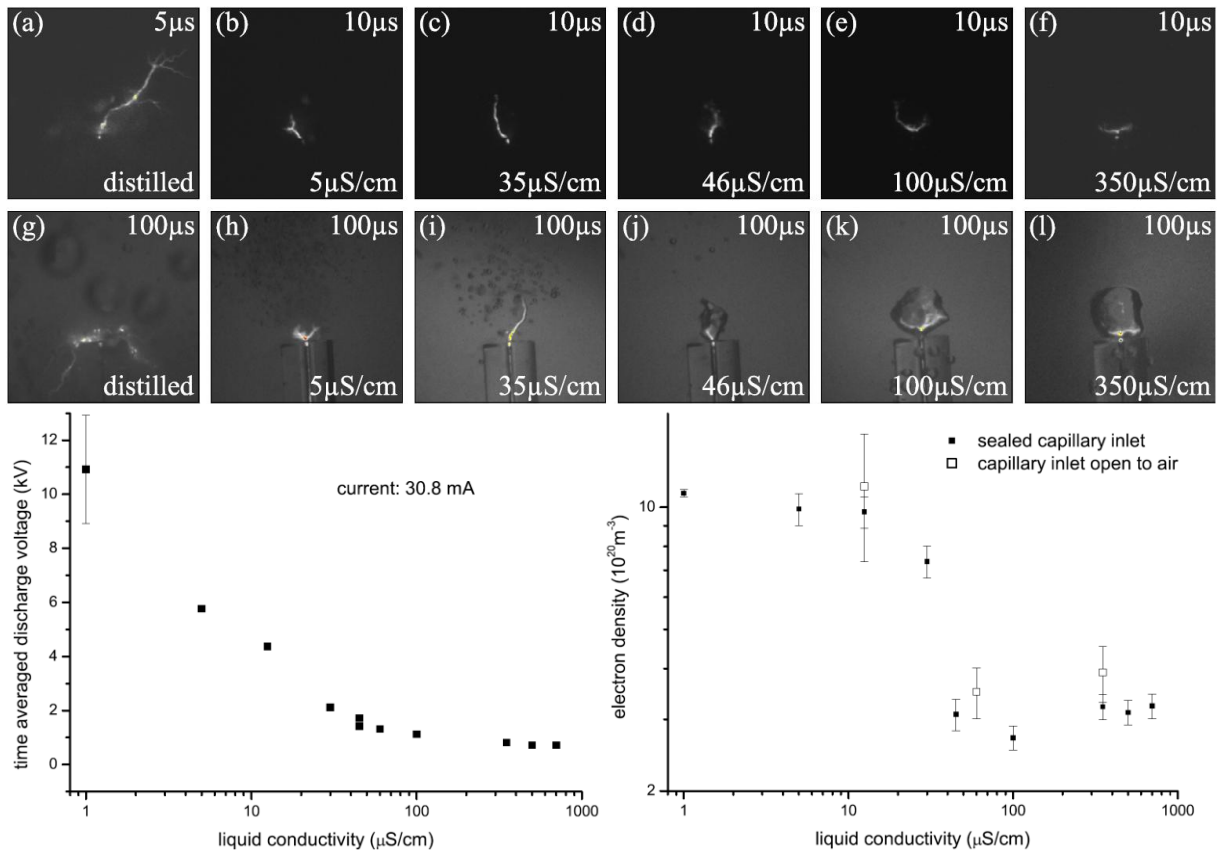 (a) 5µs
distilled
(b) 10µs
5µS/cm
(c) 10µs
35µS/cm
(d) 10µs
46µS/cm
(e) 10µs
100µS/cm
(f) 10µs
350µS/cm
(g) 100µs
distilled
(h) 100µs
5µS/cm
(i) 100µs
35µS/cm
(j) 100µs
46µS/cm
(k) 100µs
100µS/cm
(l) 100µs
350µS/cm
time averaged discharge voltage (kV)
12
10
8
6
4
2
0
current: 30.8 mA
1 10 100 1000
liquid conductivity (µS/cm)
electron density (10²⁰m⁻³)
10
2
sealed capillary inlet
capillary inlet open to air
1 10 100 1000
liquid conductivity (µS/cm)